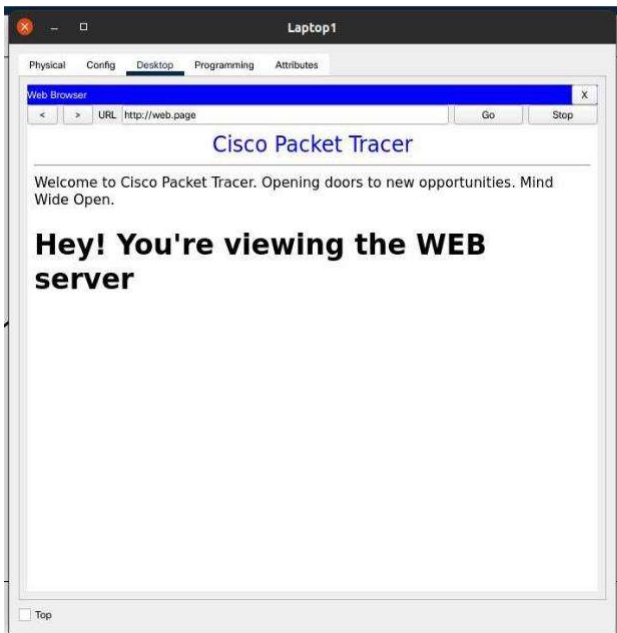 Laptop1
Physical Config Desktop Programming Attributes
Web Browser X
< > URL http://web.page Go Stop
Cisco Packet Tracer
Welcome to Cisco Packet Tracer. Opening doors to new opportunities. Mind
Wide Open.
Hey! You're viewing the WEB
server
Top